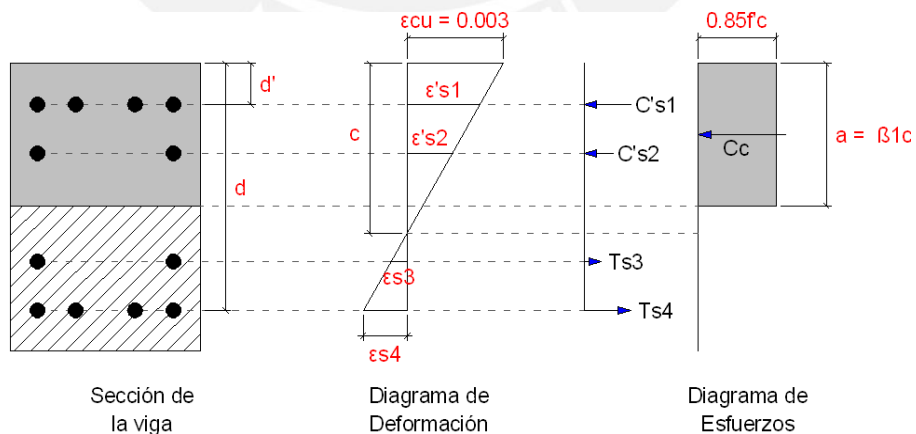 εcu = 0.003
0.85f'c
d'
ε's1
C's1
c
ε's2
C's2
Cc
a = ß1c
d
εs3
Ts3
Ts4
εs4
Sección de
la viga
Diagrama de
Deformación
Diagrama de
Esfuerzos